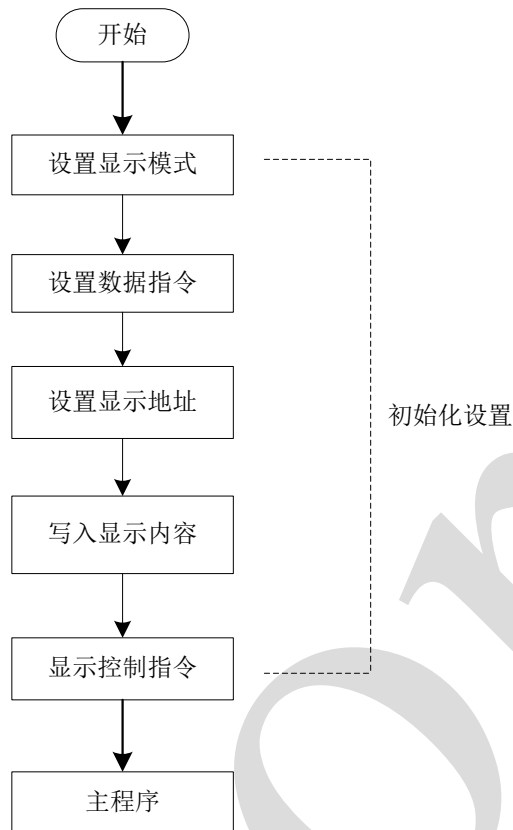 开始
设置显示模式
设置数据指令
设置显示地址
初始化设置
写入显示内容
显示控制指令
主程序